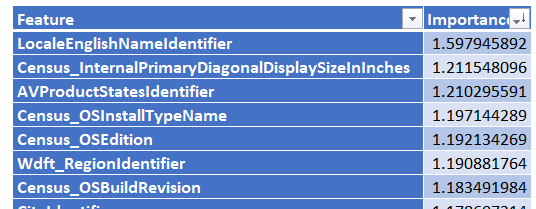 Feature Importance
LocaleEnglishNameIdentifier 1.597945892
Census_InternalPrimaryDiagonalDisplaySizeInInches 1.211548096
AVProductStatesIdentifier 1.210295591
Census_OSInstallTypeName 1.197144289
Census_OSEdition 1.192134269
Wdft_RegionIdentifier 1.190881764
Census_OSBuildRevision 1.183491984